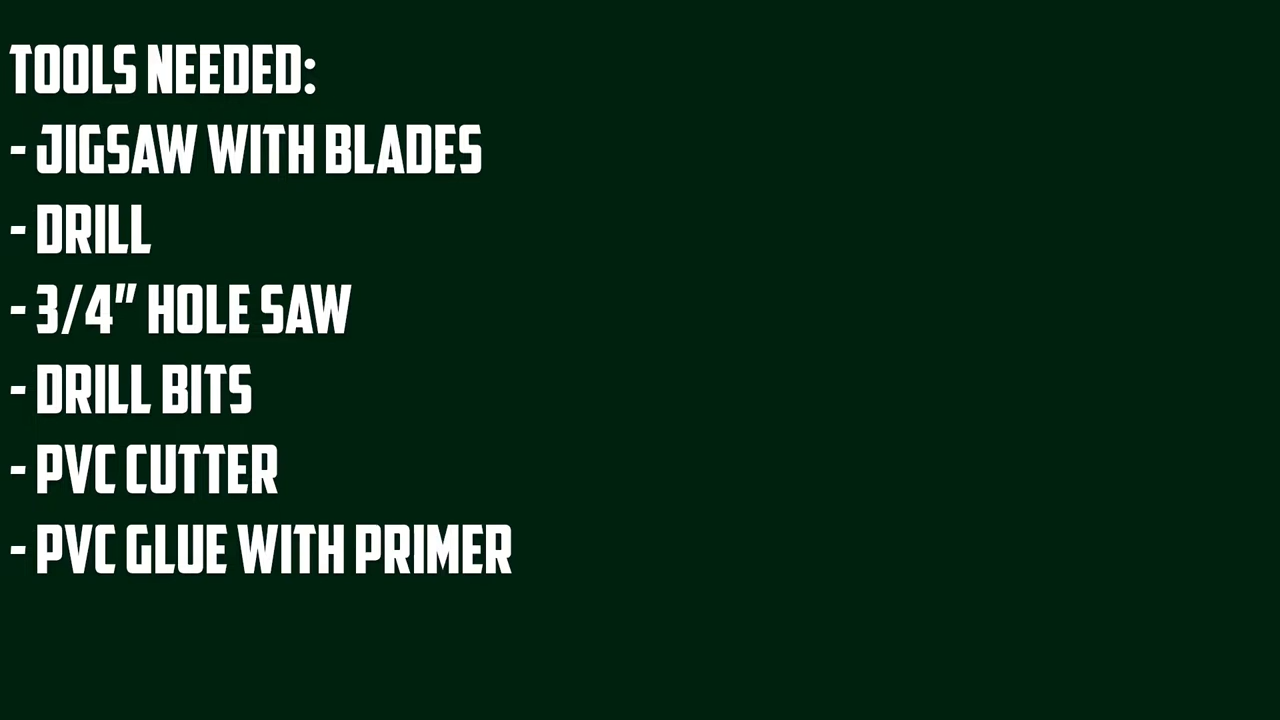 TOOLS NEEDED:
- JIGSAW WITH BLADES
- DRILL
- 3/4" HOLE SAW
- DRILL BITS
- PVC CUTTER
- PVC GLUE WITH PRIMER